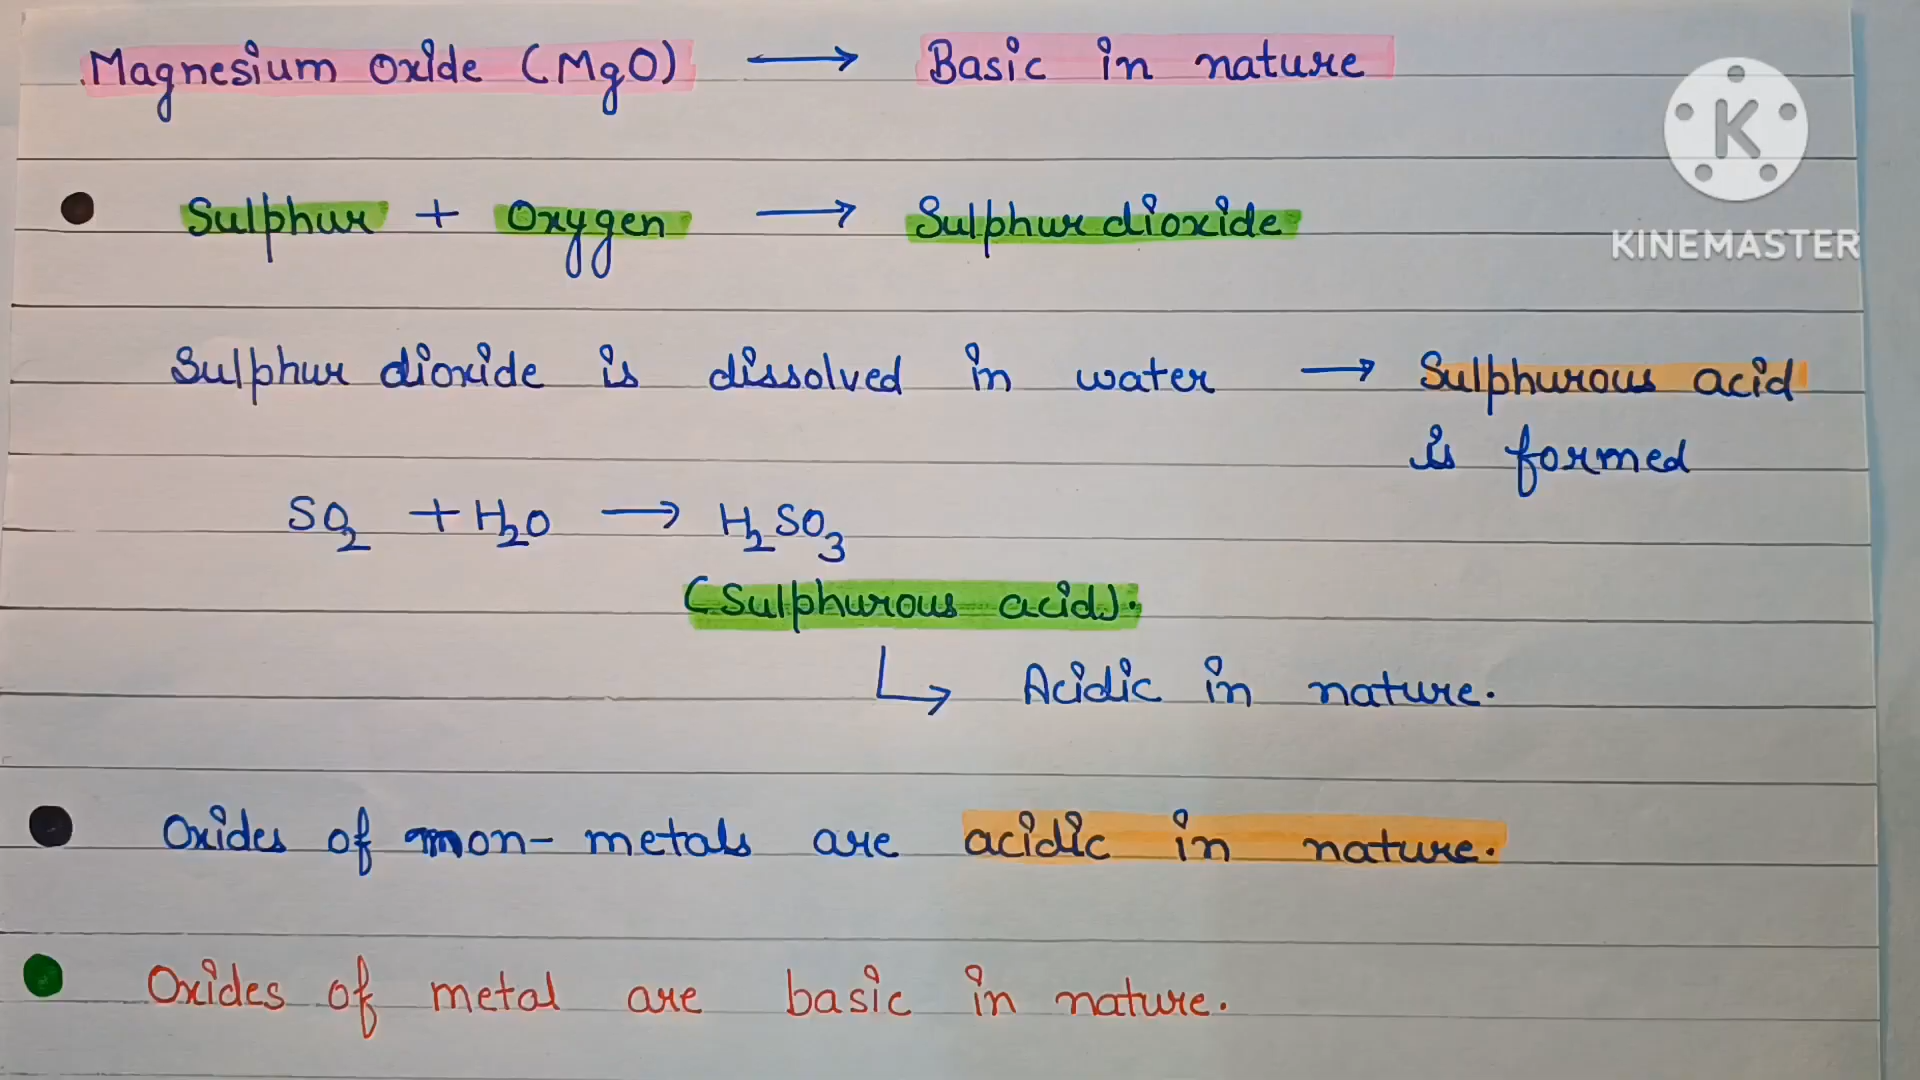 Magnesium Oxide (MgO) → Basic in nature
K
KINEMASTER
● Sulphur + Oxygen → Sulphur dioxide
Sulphur dioxide is dissolved in water → Sulphurous acid
is formed
SO₂ + H₂O → H₂SO₃
(Sulphurous acid).
↳ Acidic in nature.
● Oxides of non-metals are acidic in nature.
● Oxides of metal are basic in nature.